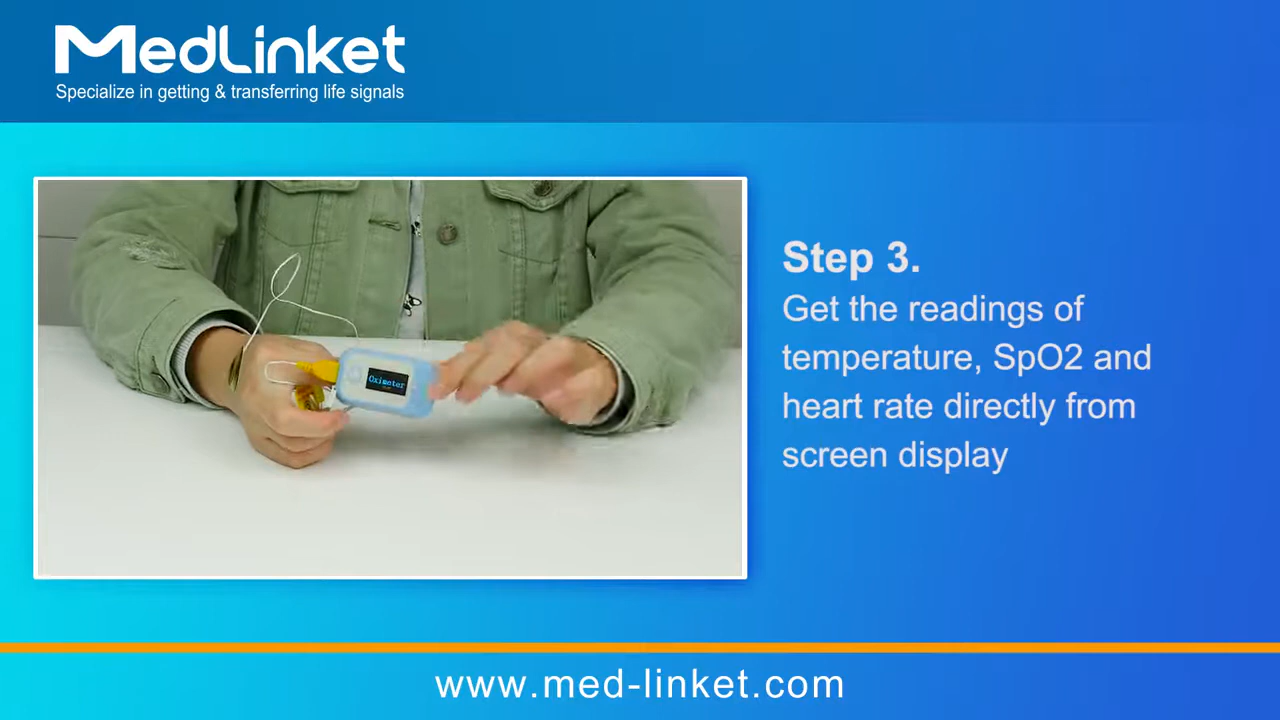 MEDLINKET
Specialize in getting & transferring life signals
Step 3.
Get the readings of
temperature, SpO2 and
heart rate directly from
screen display
Oximeter
www.med-linket.com